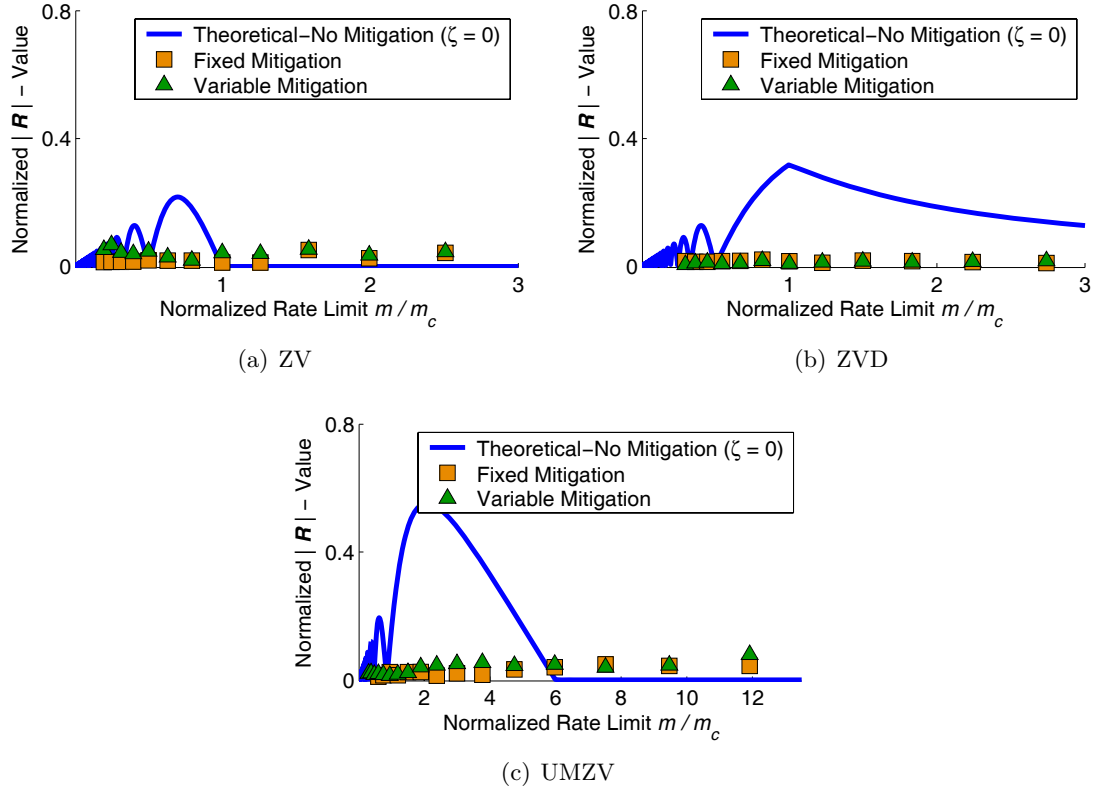 0.8
Theoretical–No Mitigation (ζ = 0)
Fixed Mitigation
Variable Mitigation
0.4
0
Normalized | R | – Value
1
2
3
Normalized Rate Limit m / mc
(a) ZV
0.8
Theoretical–No Mitigation (ζ = 0)
Fixed Mitigation
Variable Mitigation
0.4
0
Normalized | R | – Value
1
2
3
Normalized Rate Limit m / mc
(b) ZVD
0.8
Theoretical–No Mitigation (ζ = 0)
Fixed Mitigation
Variable Mitigation
0.4
0
Normalized | R | – Value
2
4
6
8
10
12
Normalized Rate Limit m / mc
(c) UMZV